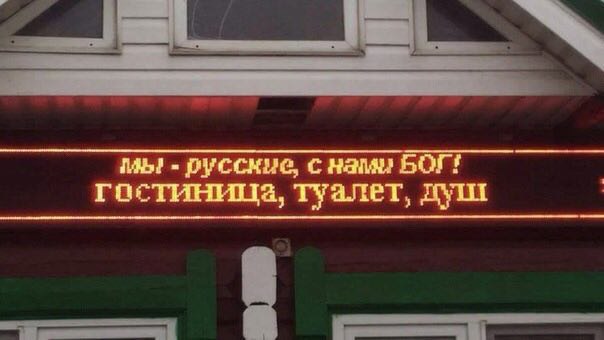 мы - русские, с нами БОГ!
гостиница, туалет, душ